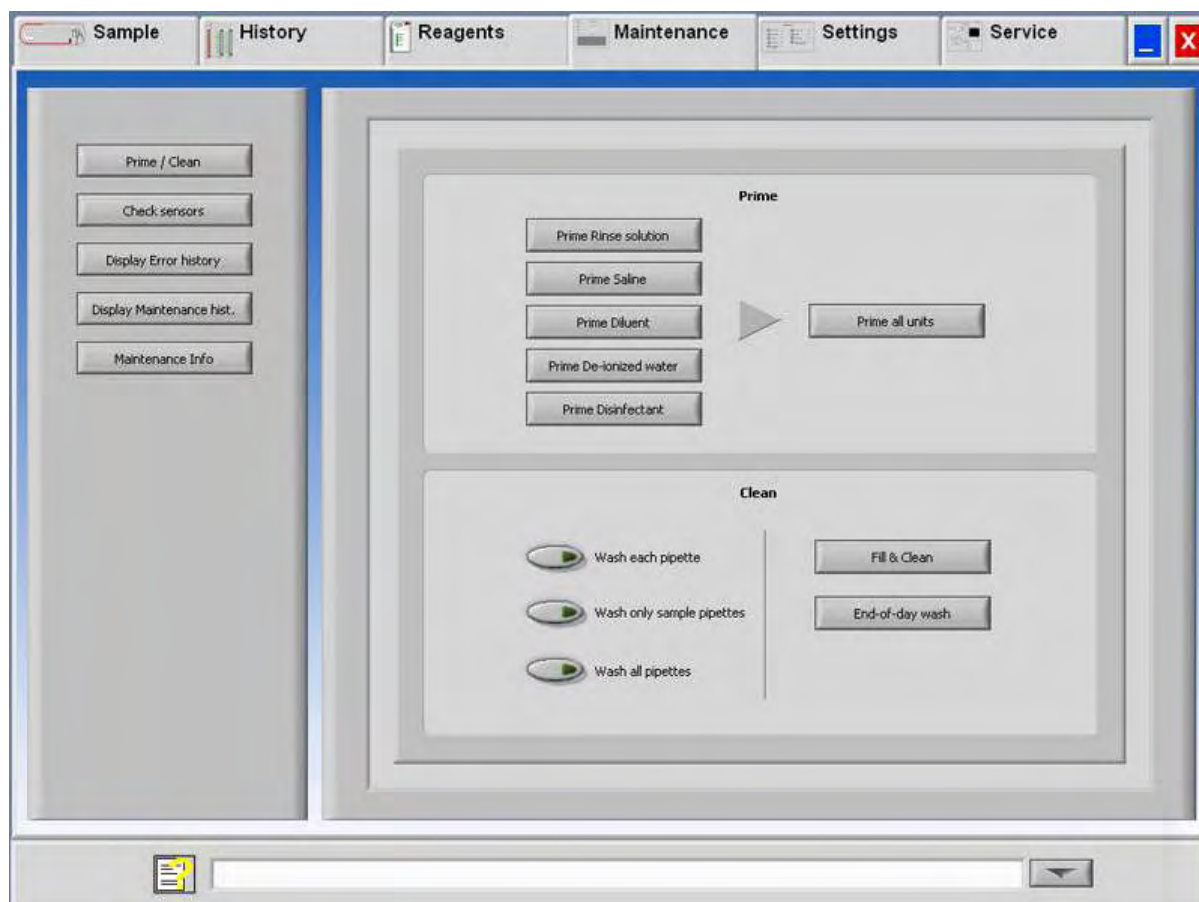 Sample
History
Reagents
Maintenance
Settings
Service
X
Prime / Clean
Check sensors
Display Error history
Display Maintenance hist.
Maintenance Info
Prime
Prime Rinse solution
Prime Saline
Prime Diluent
Prime De-ionized water
Prime Disinfectant
Prime all units
Clean
Wash each pipette
Wash only sample pipettes
Wash all pipettes
Fill & Clean
End-of-day wash
?